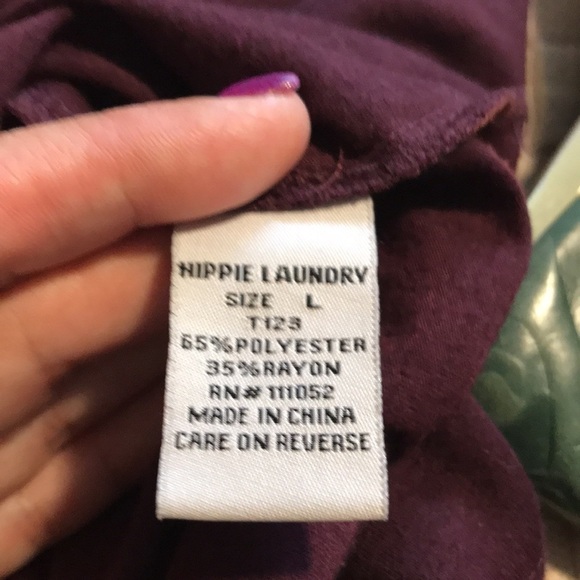 HIPPIE LAUNDRY
SIZE L
T123
65%POLYESTER
35%RAYON
RN# 111052
MADE IN CHINA
CARE ON REVERSE